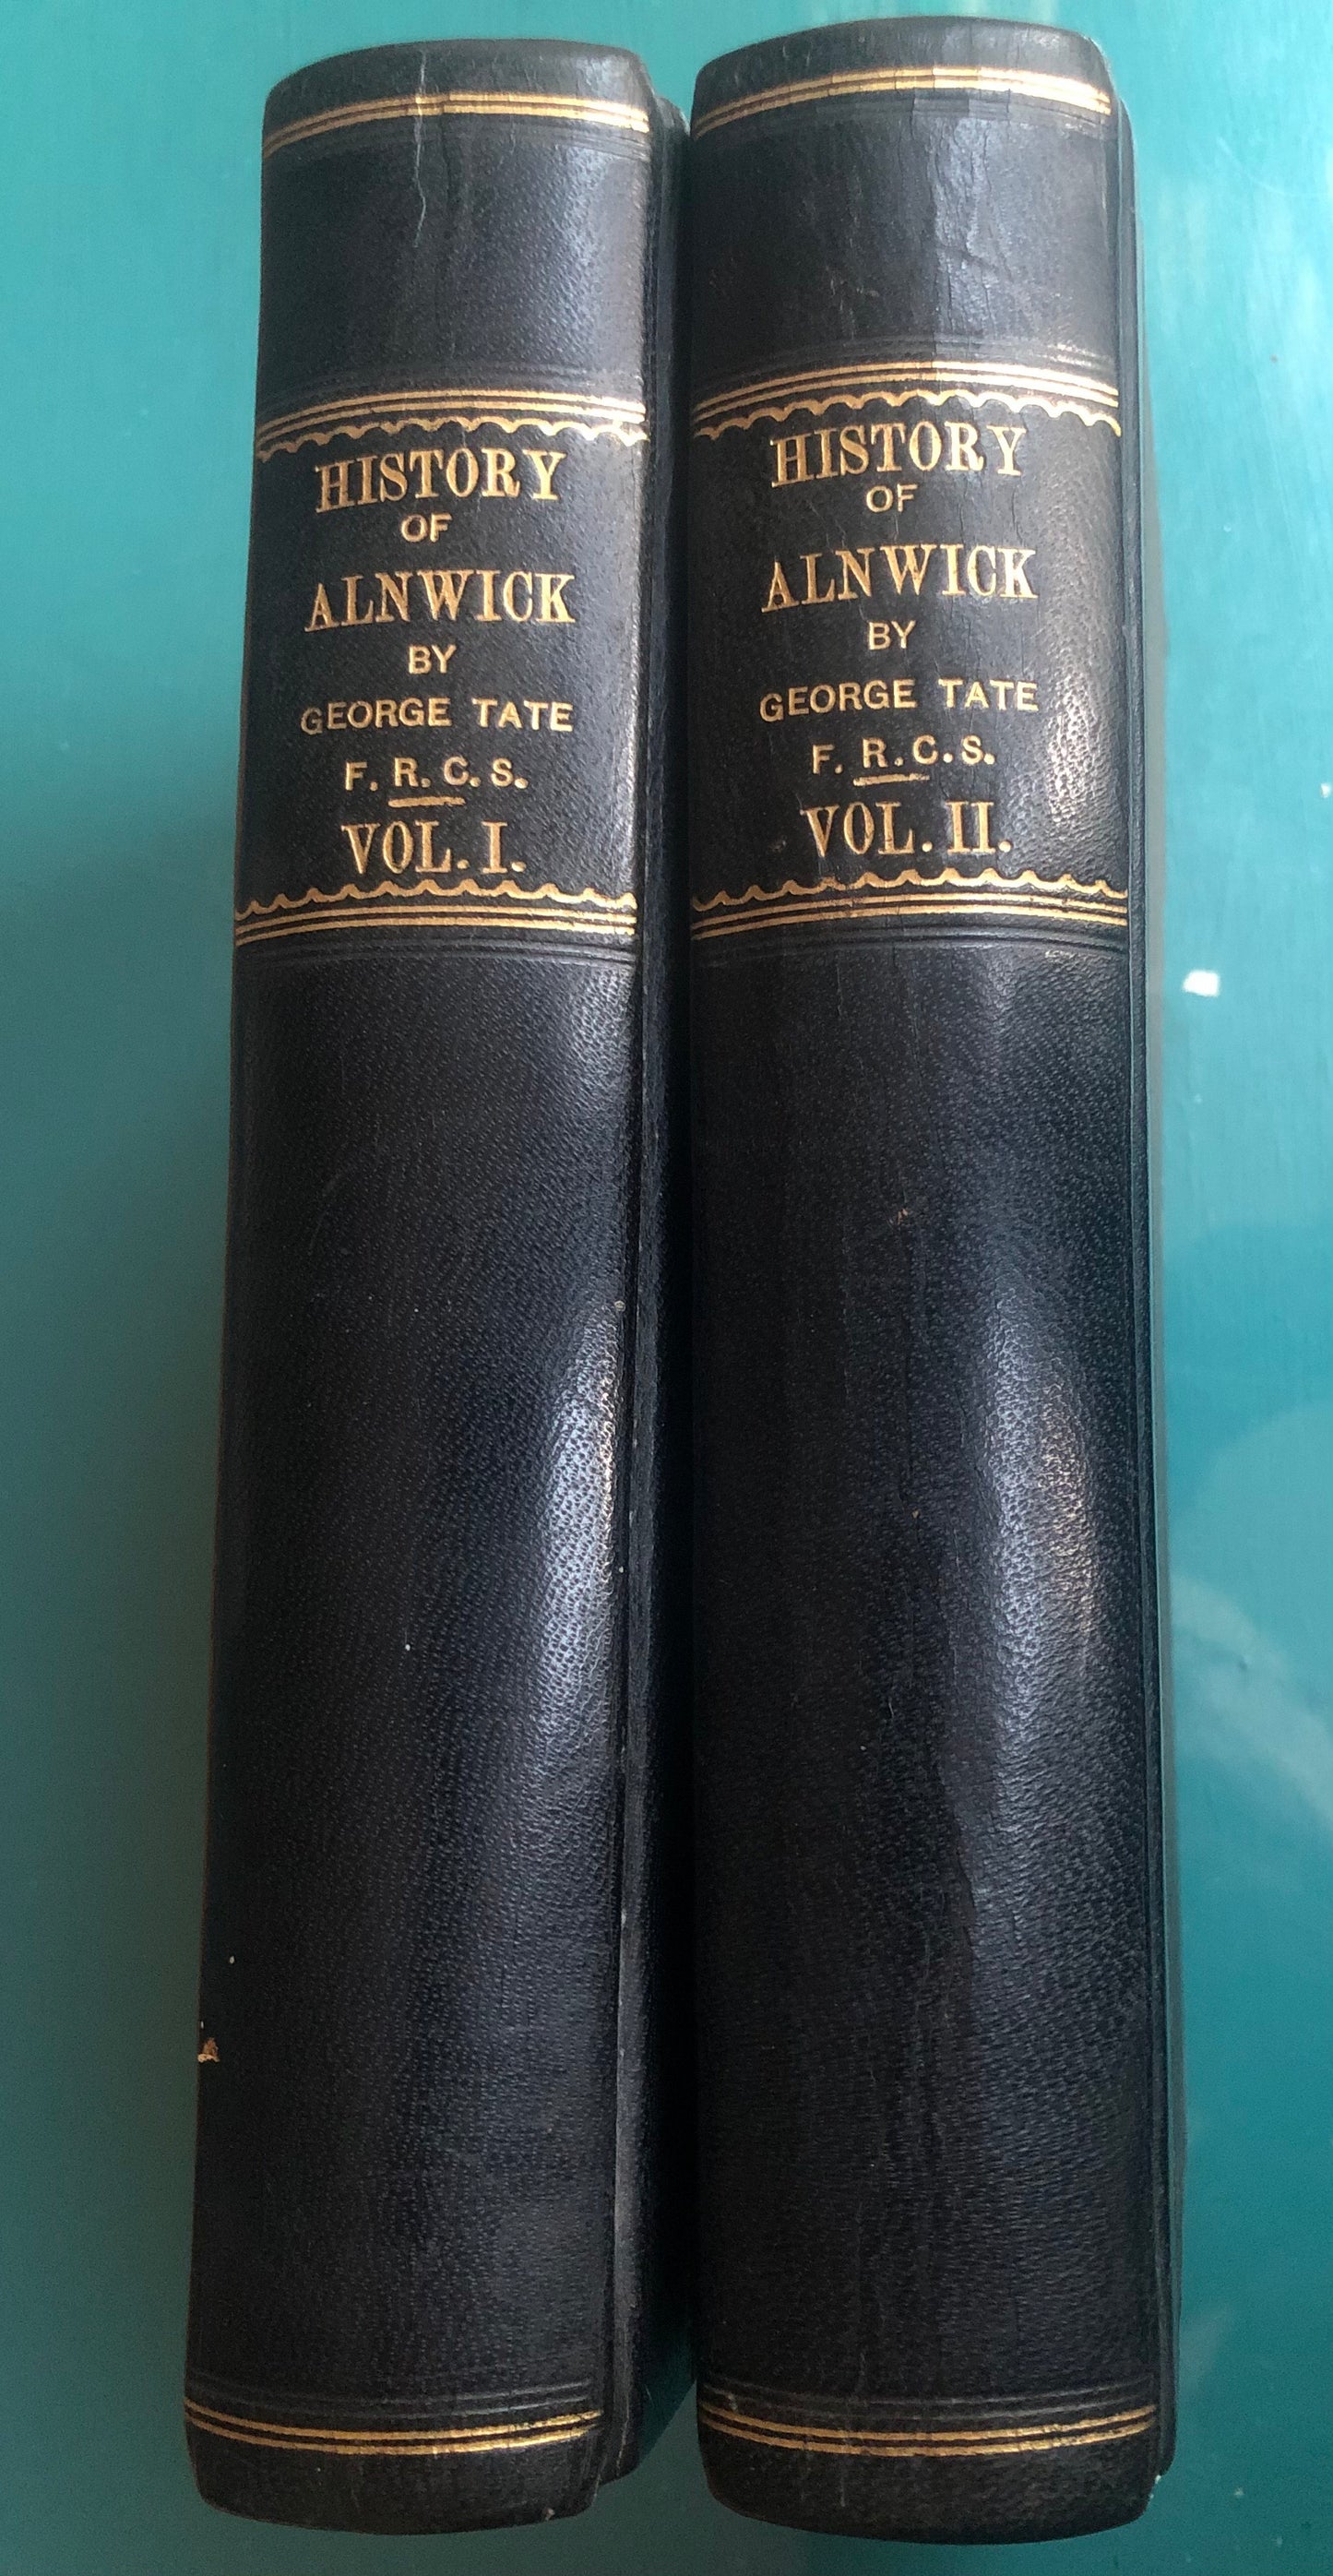 HISTORY
OF
ALNWICK
BY
GEORGE TATE
F. R. C. S.
VOL. I.
HISTORY
OF
ALNWICK
BY
GEORGE TATE
F. R. C. S.
VOL. II.